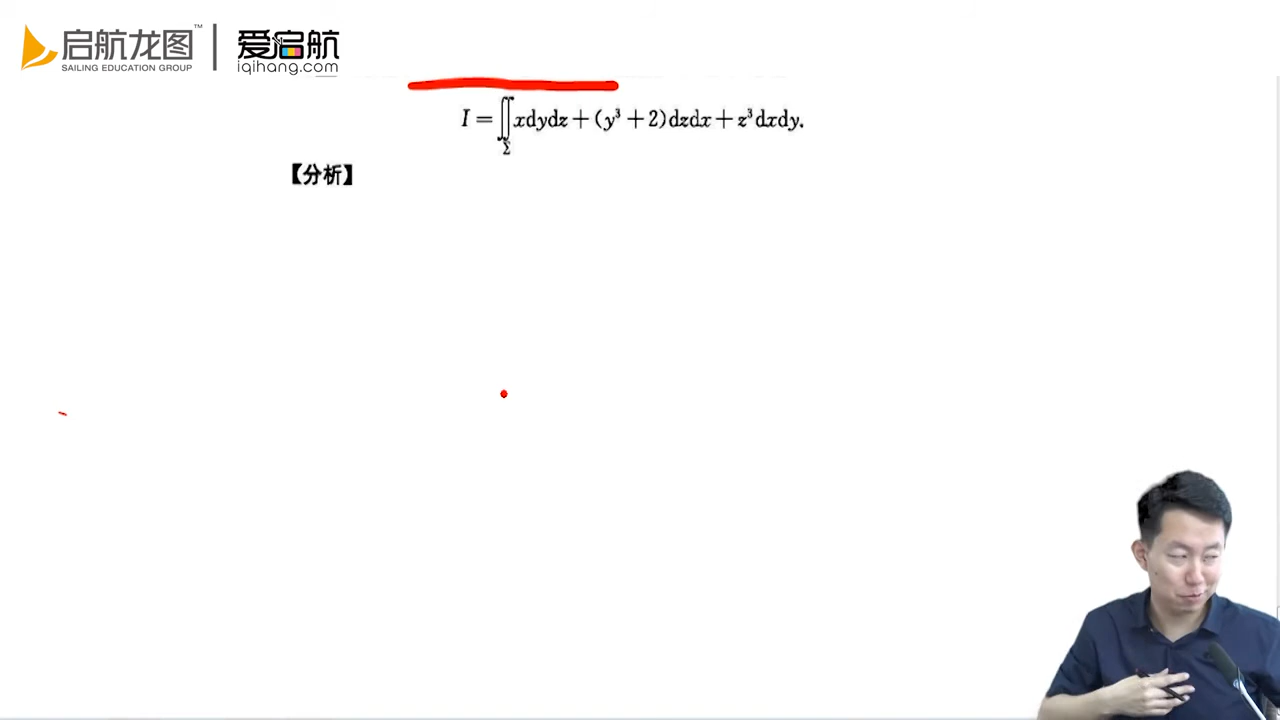 启航龙图™ 爱启航
SAILING EDUCATION GROUP iqihang.com
I = ∬_Σ xdydz + (y³ + 2)dzdx + z³dxdy.
【分析】